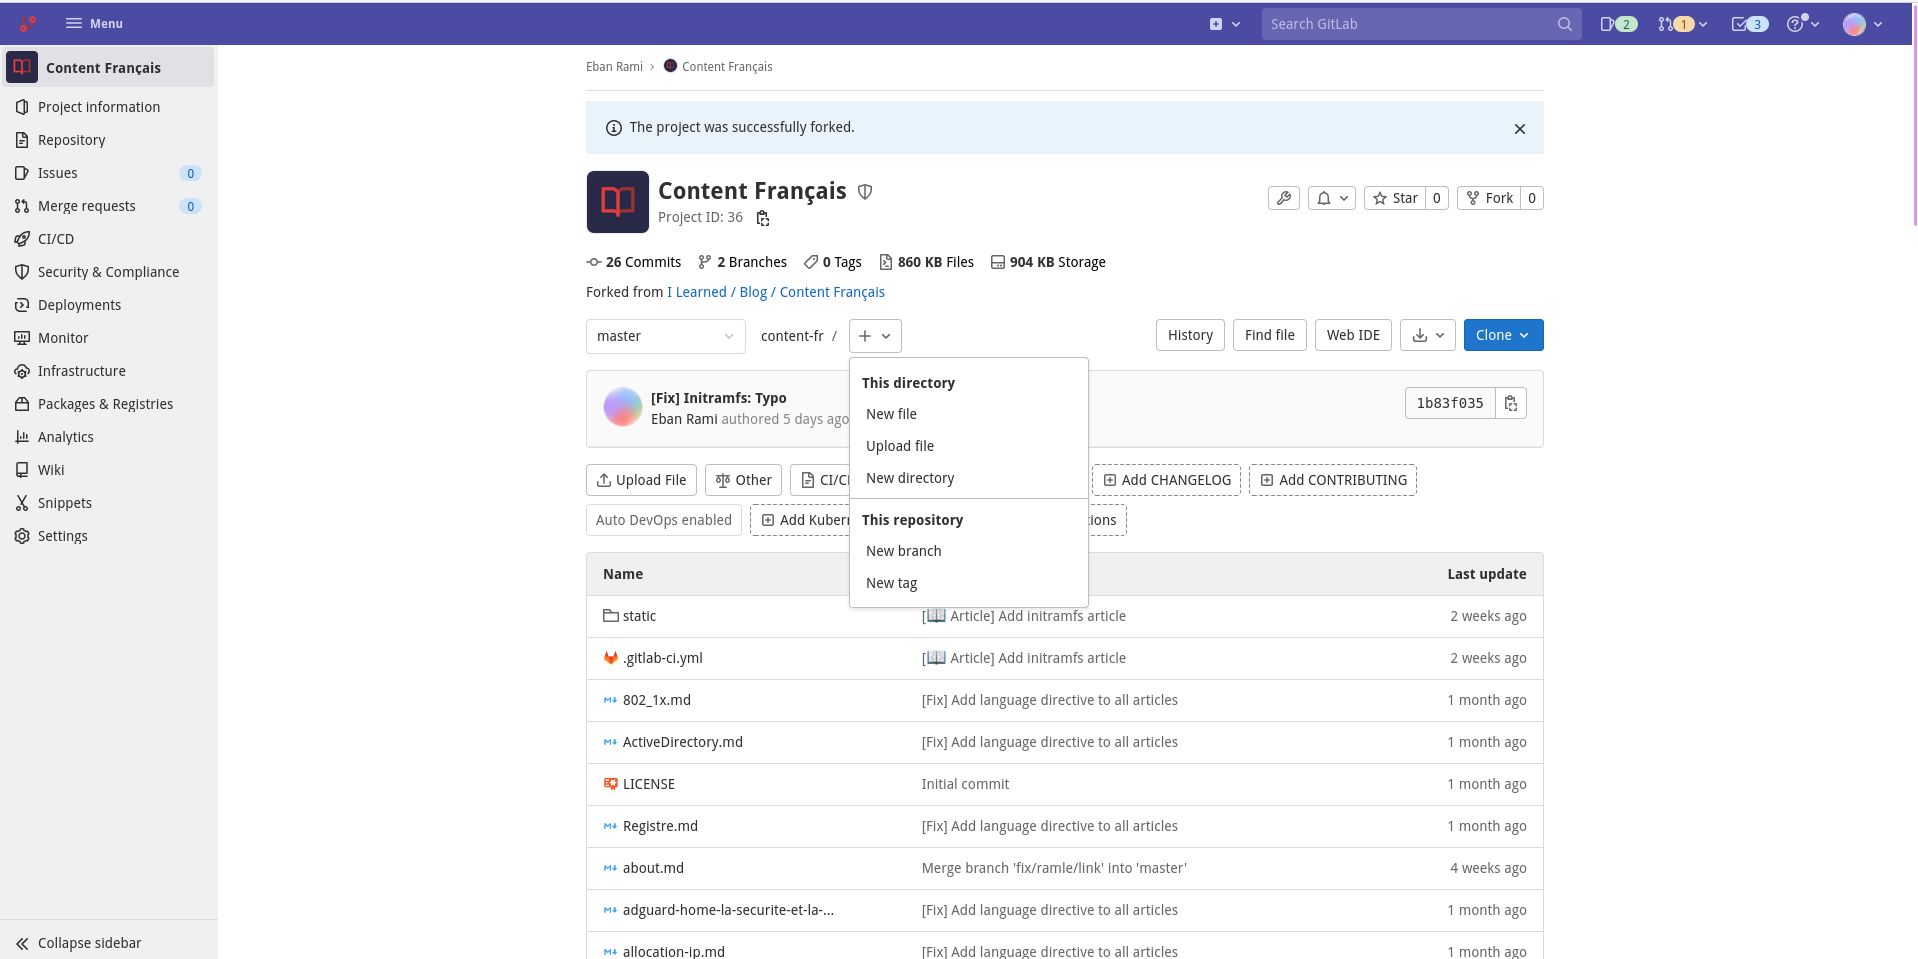 Menu
Search GitLab
2
1
3
Content Français
Project information
Repository
Issues 0
Merge requests 0
CI/CD
Security & Compliance
Deployments
Monitor
Infrastructure
Packages & Registries
Analytics
Wiki
Snippets
Settings
Collapse sidebar
Eban Rami › Content Français
The project was successfully forked.
Content Français
Project ID: 36
Star 0
Fork 0
26 Commits 2 Branches 0 Tags 860 KB Files 904 KB Storage
Forked from I Learned / Blog / Content Français
master content-fr / History Find file Web IDE Clone
This directory
New file
Upload file
New directory
This repository
New branch
New tag
[Fix] Initramfs: Typo
Eban Rami authored 5 days ago
1b83f035
Upload File Other Add CHANGELOG Add CONTRIBUTING
Auto DevOps enabled
Name Last update
static [📖 Article] Add initramfs article 2 weeks ago
.gitlab-ci.yml [📖 Article] Add initramfs article 2 weeks ago
802_1x.md [Fix] Add language directive to all articles 1 month ago
ActiveDirectory.md [Fix] Add language directive to all articles 1 month ago
LICENSE Initial commit 1 month ago
Registre.md [Fix] Add language directive to all articles 1 month ago
about.md Merge branch 'fix/ramle/link' into 'master' 4 weeks ago
adguard-home-la-securite-et-la-... [Fix] Add language directive to all articles 1 month ago
allocation-ip.md [Fix] Add language directive to all articles 1 month ago